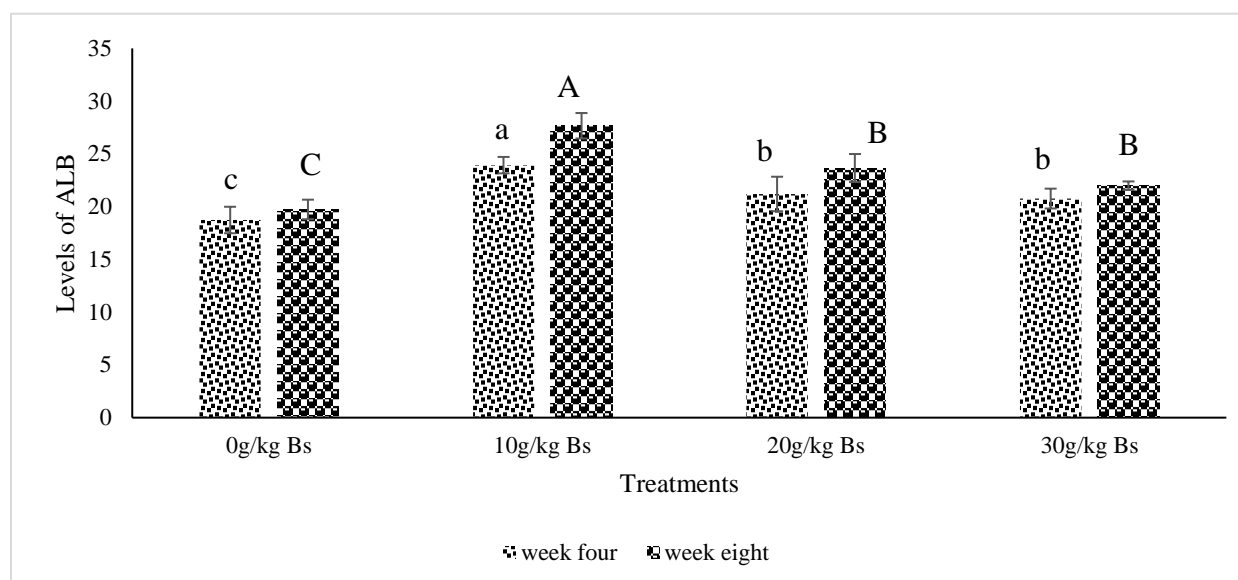 Levels of ALB
35
30
25
20
15
10
5
0
c
C
a
A
b
B
b
B
0g/kg Bs
10g/kg Bs
20g/kg Bs
30g/kg Bs
Treatments
week four
week eight